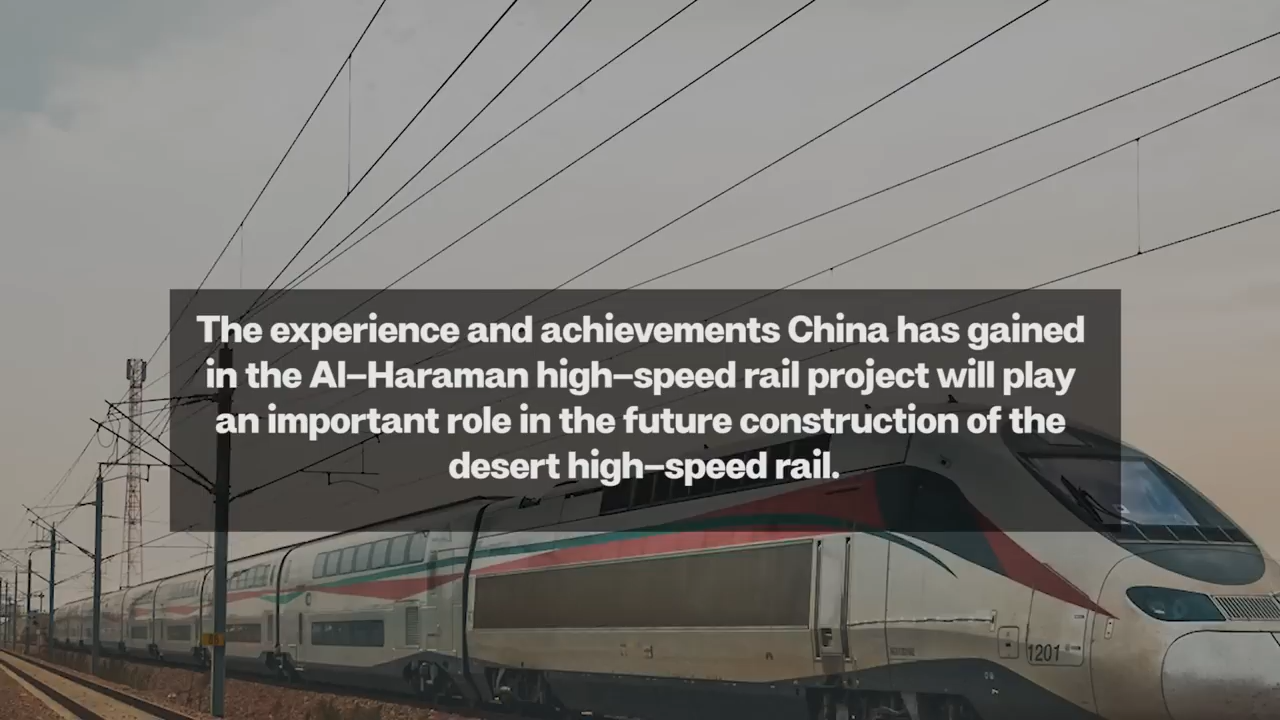 The experience and achievements China has gained
in the Al–Haraman high–speed rail project will play
an important role in the future construction of the
desert high–speed rail.
1201